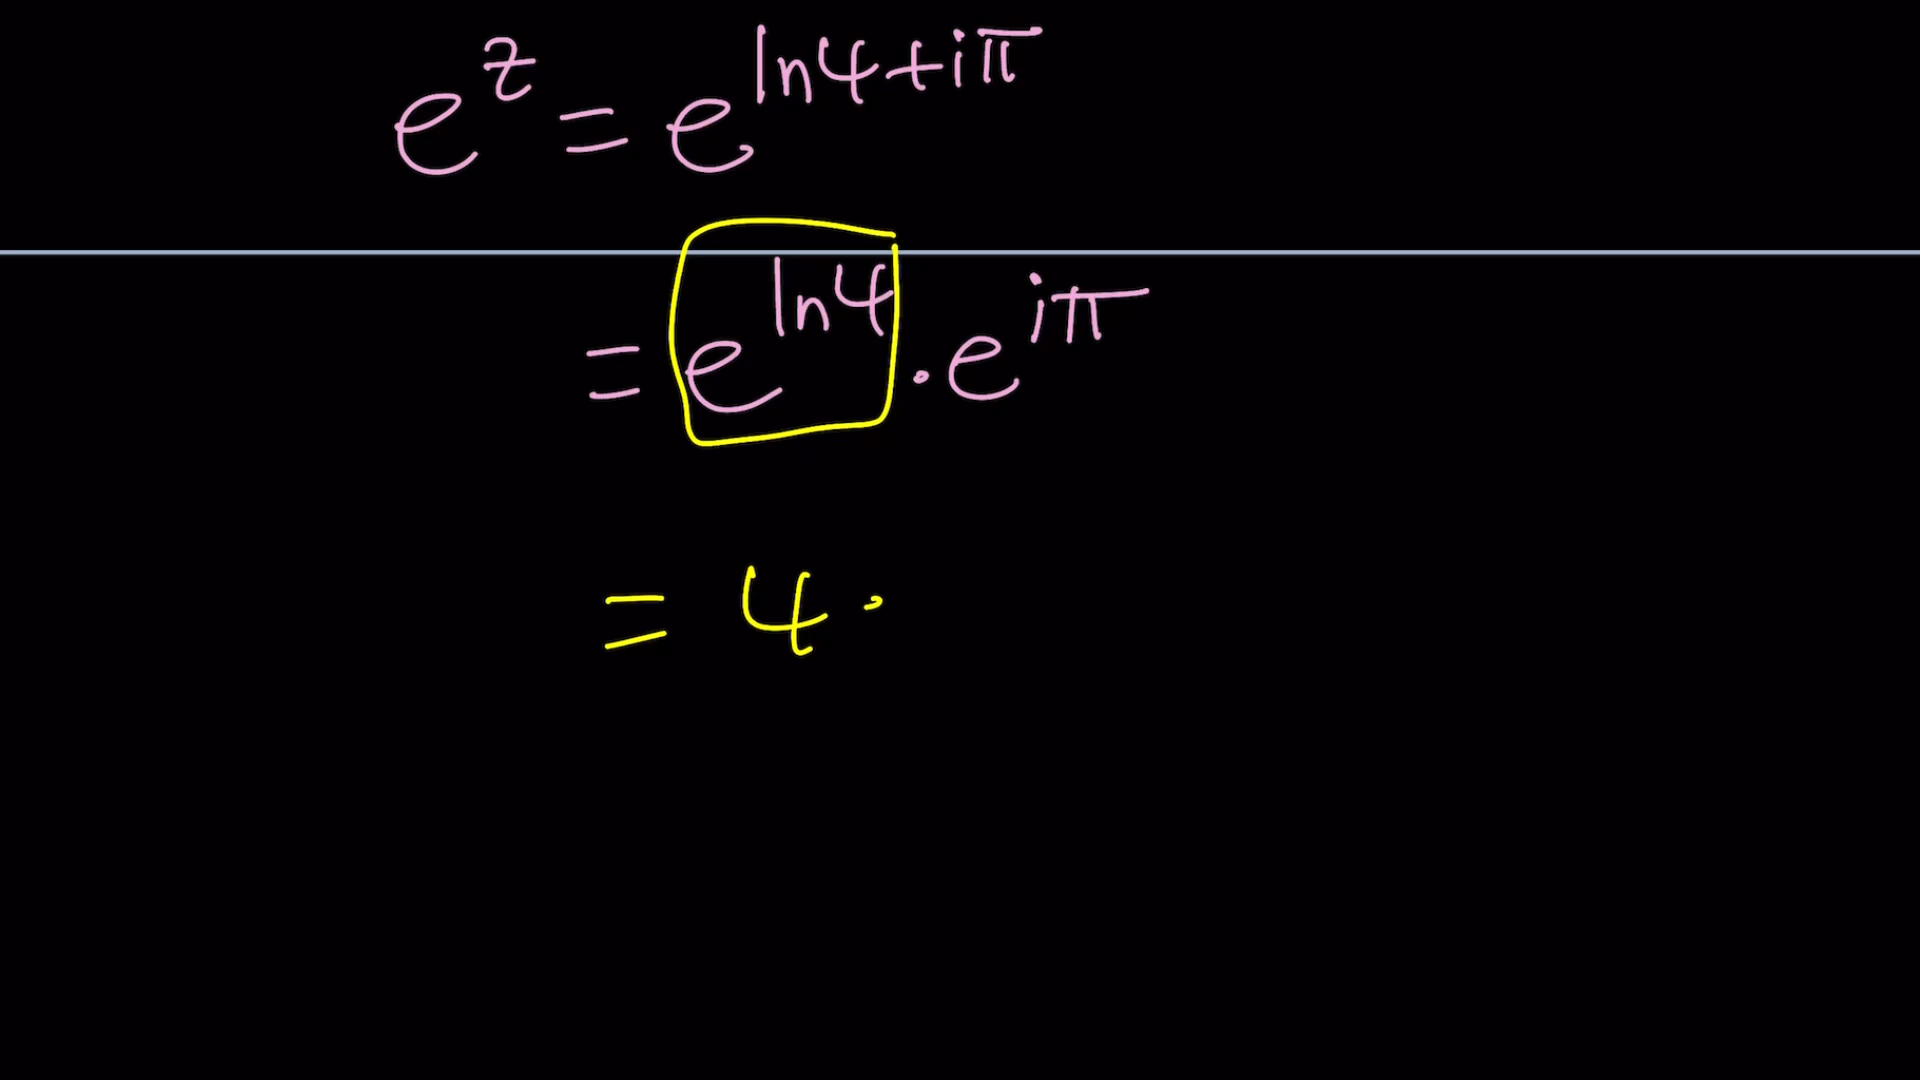 e^z = e^{ln4+iπ}
= e^{ln4} · e^{iπ}
= 4 ·